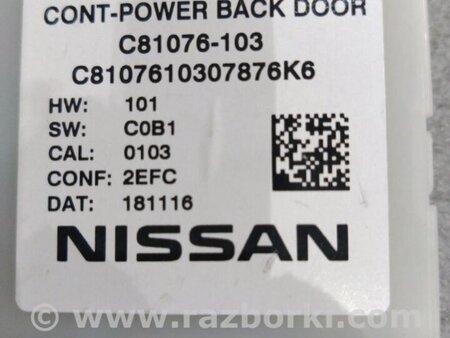 CONT-POWER BACK DOOR
C81076-103
C8107610307876K6
HW: 101
SW: C0B1
CAL: 0103
CONF: 2EFC
DAT: 181116
NISSAN
© www.razborki.com